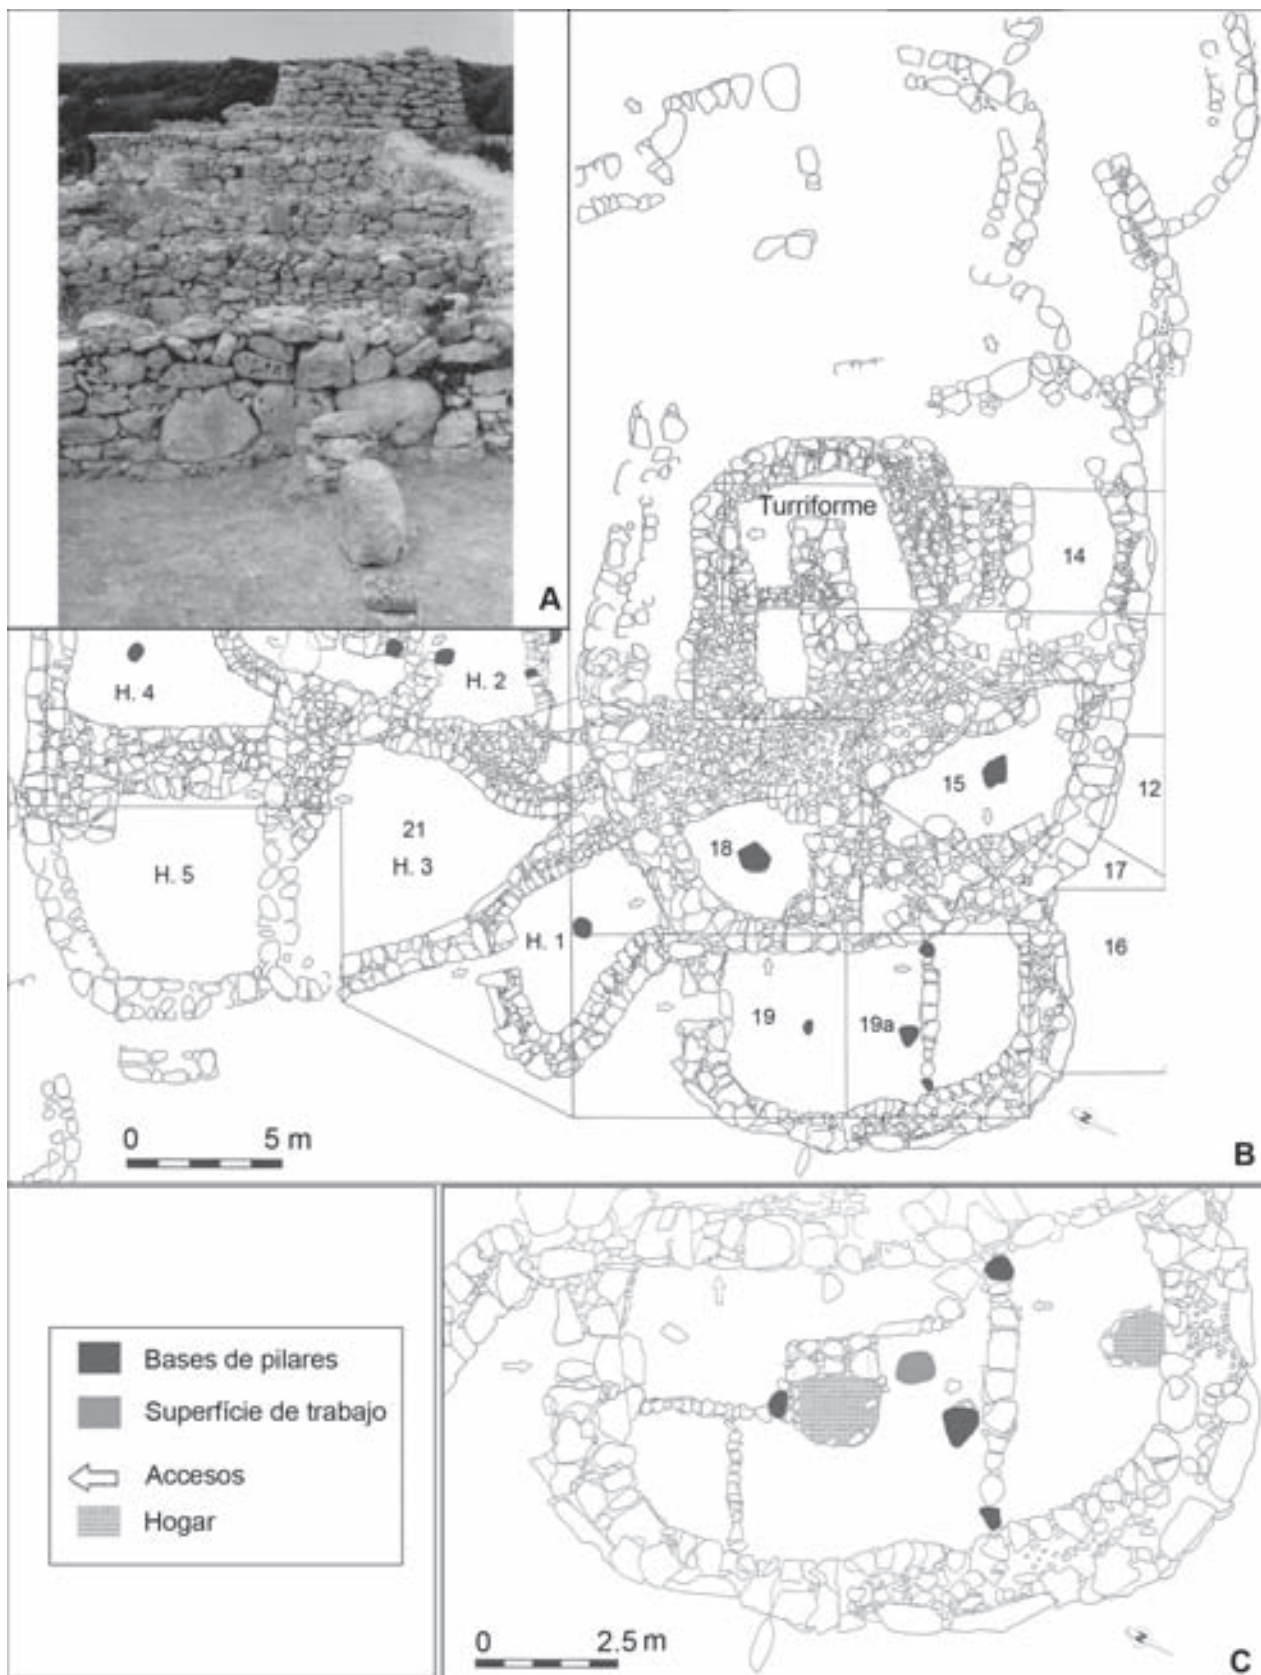 A
Turriforme
14
H. 4
H. 2
15
12
21
18
H. 5
H. 3
17
H. 1
16
19
19a
N
0 5 m
B
Bases de pilares
Superfície de trabajo
Accesos
Hogar
N
0 2.5 m
C